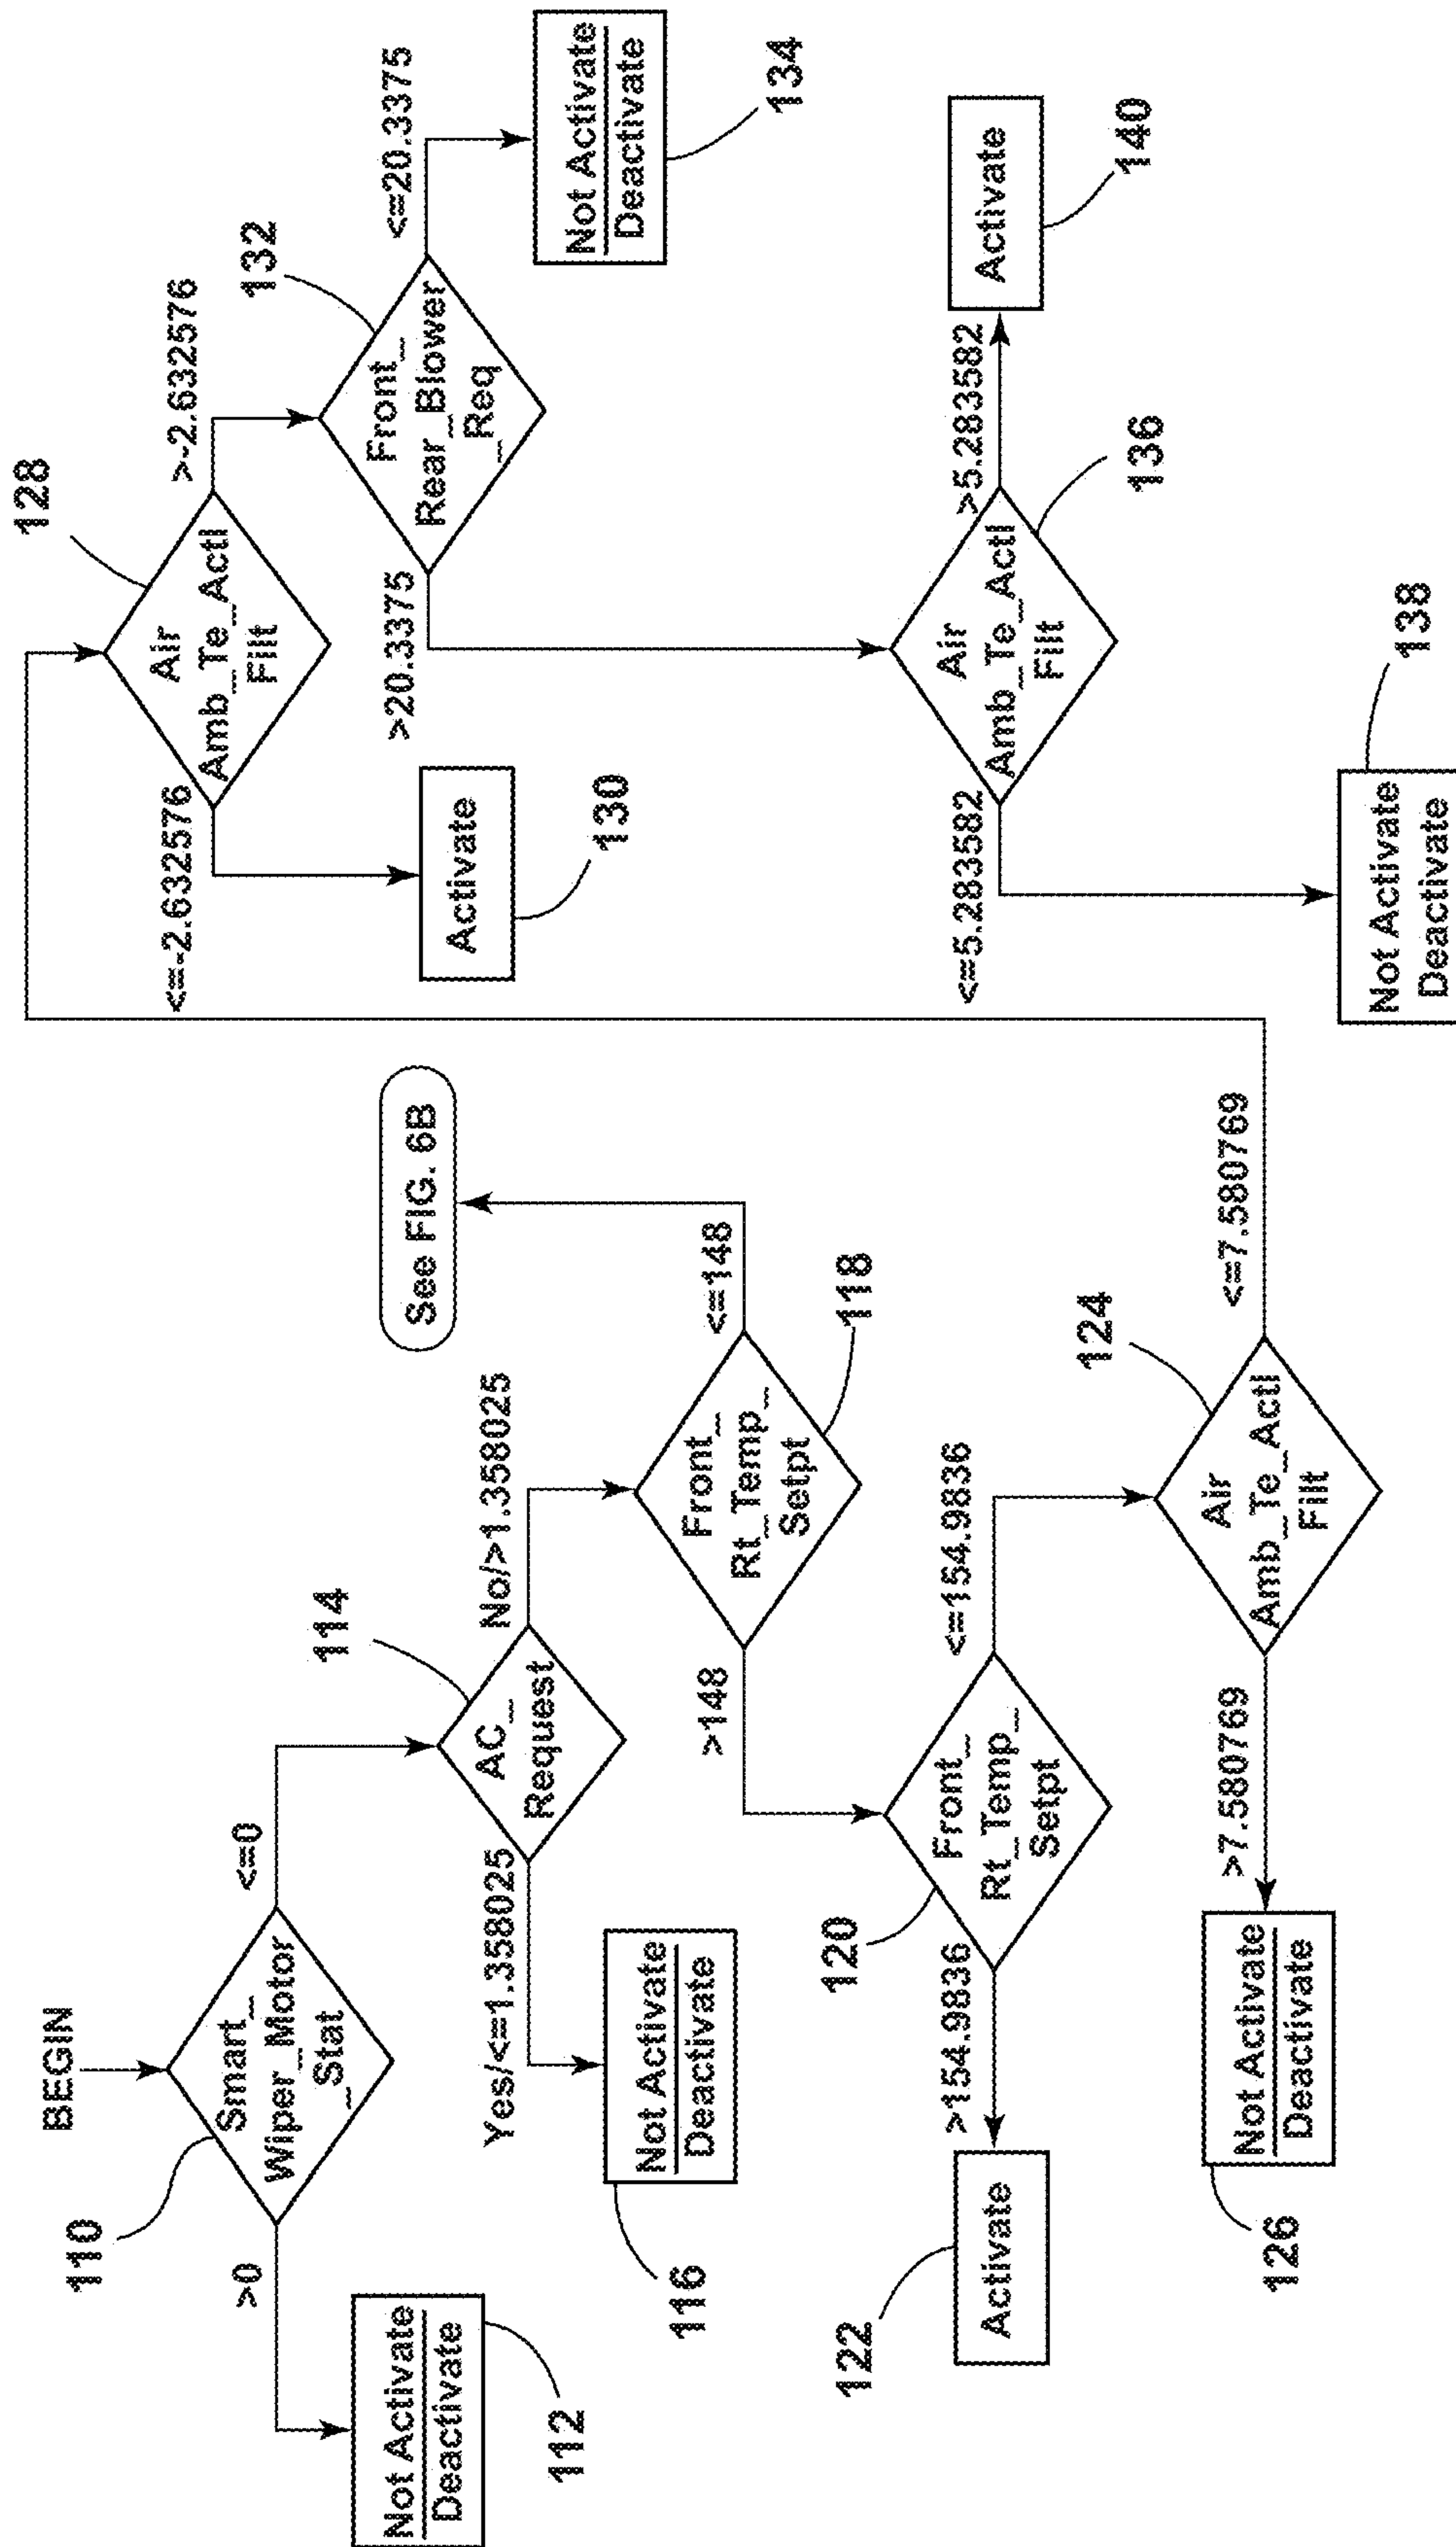 BEGIN
110
Smart_
Wiper_Motor
_Stat
>0
<=0
Not Activate
Deactivate
112
114
AC_
Request
Yes/<=1.358025
No/>1.358025
Not Activate
Deactivate
116
Front_
Rt_Temp_
Setpt
118
<=148
See FIG. 6B
>148
120
Front_
Rt_Temp_
Setpt
>154.9836
<=154.9836
Activate
122
124
Air
Amb_Te_Actl
Filt
>7.580769
<=7.580769
Not Activate
Deactivate
126
128
Air
Amb_Te_Actl
Filt
<=-2.632576
>-2.632576
Activate
130
132
Front_
Rear_Blower
_Req
>20.3375
<=20.3375
Not Activate
Deactivate
134
Air
Amb_Te_Actl
Filt
136
<=5.283582
>5.283582
Not Activate
Deactivate
138
Activate
140